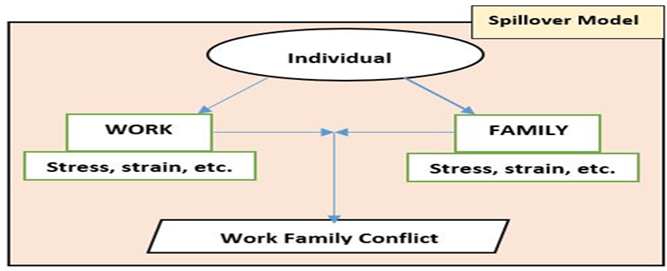 Spillover Model
Individual
WORK
FAMILY
Stress, strain, etc.
Stress, strain, etc.
Work Family Conflict